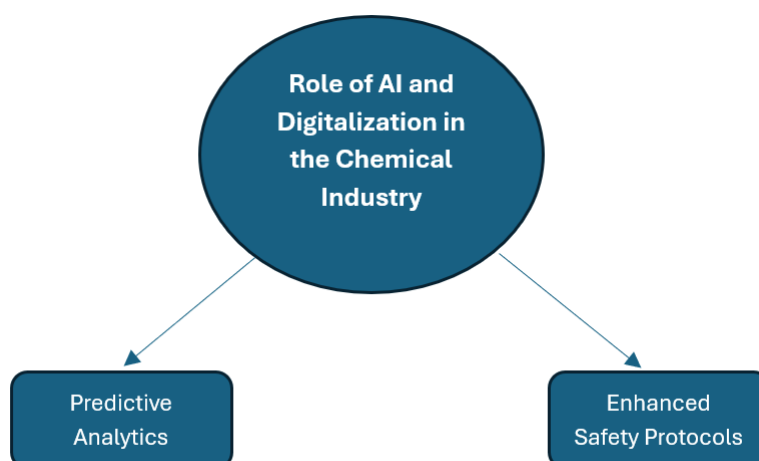 Role of AI and
Digitalization in
the Chemical
Industry
Predictive
Analytics
Enhanced
Safety Protocols